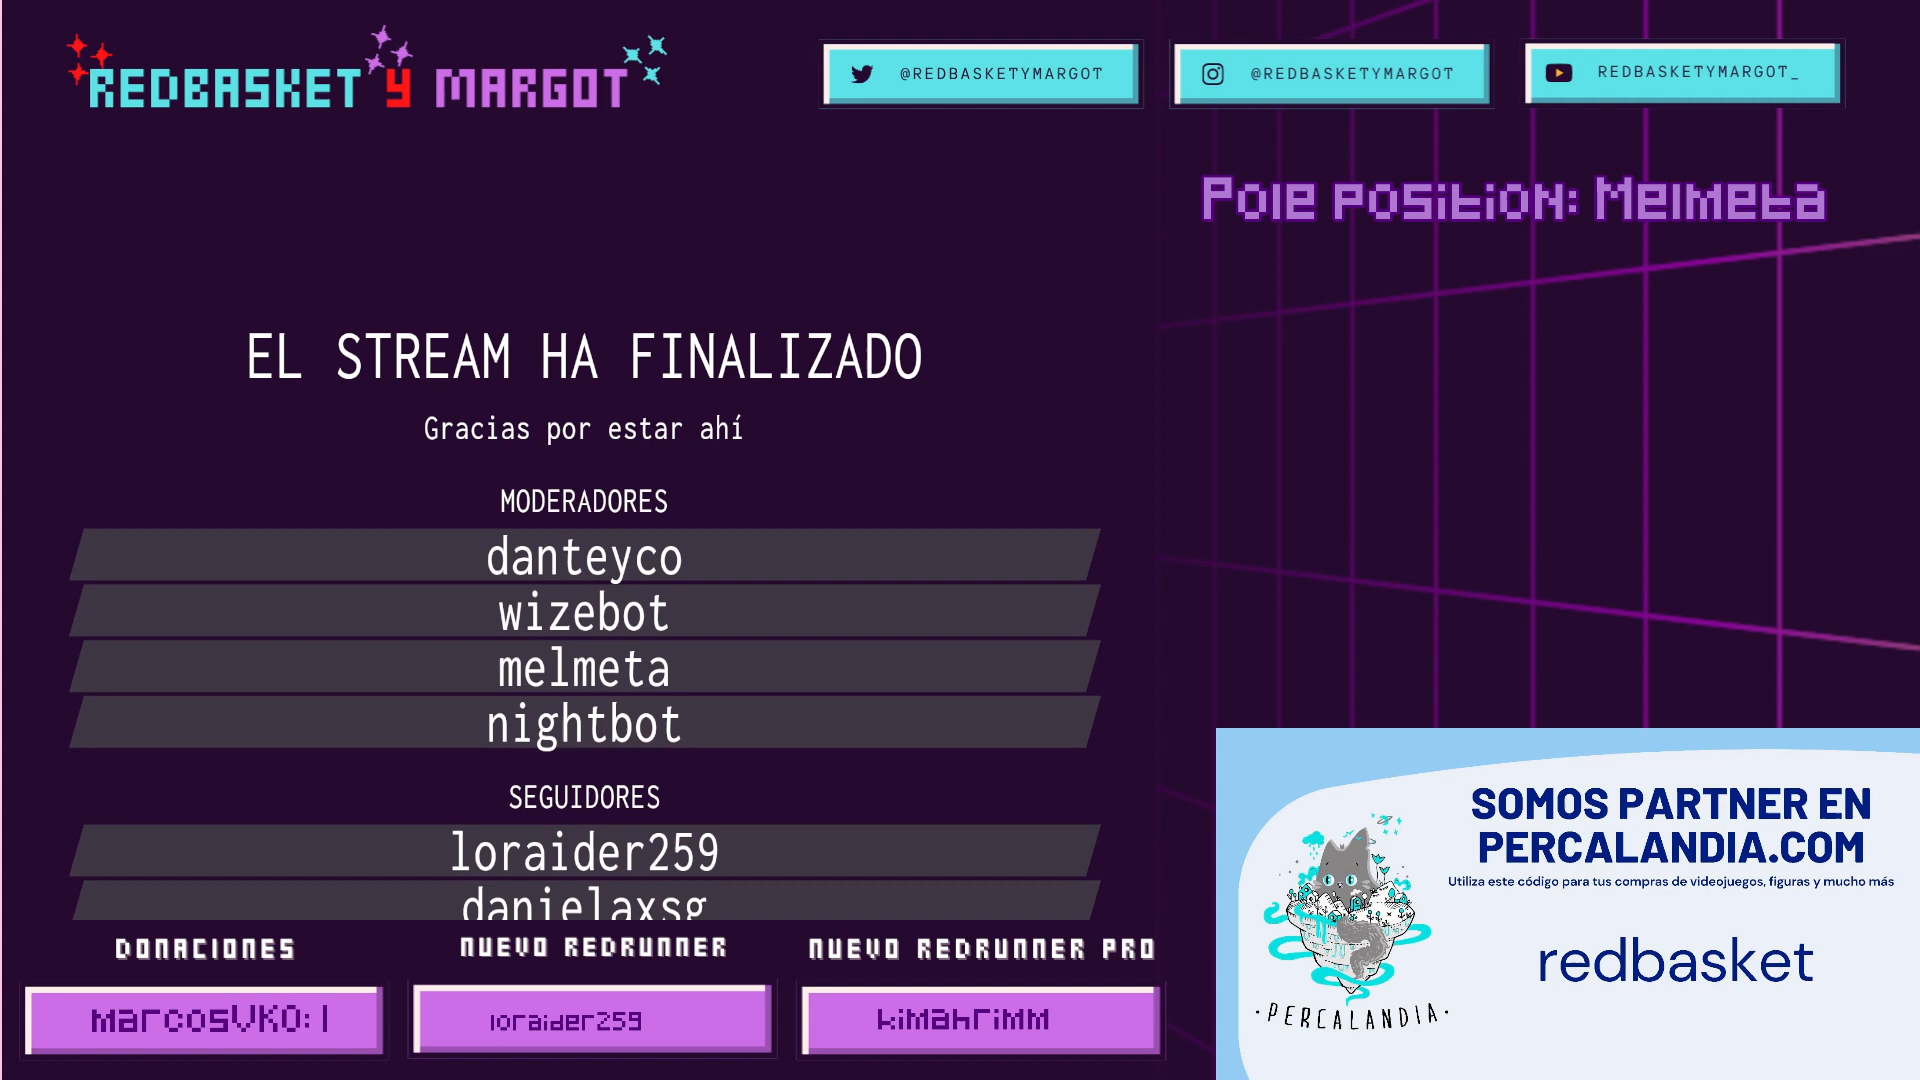 REDBASKET Y MARGOT
@REDBASKETYMARGOT
@REDBASKETYMARGOT
REDBASKETYMARGOT_
Pole Position: Melmeta
EL STREAM HA FINALIZADO
Gracias por estar ahí
MODERADORES
danteyco
wizebot
melmeta
nightbot
SEGUIDORES
loraider259
danielaxsg
DONACIONES
NUEVO REDRUNNER
NUEVO REDRUNNER PRO
marcosVKO: 1
loraider259
kimahrimm
SOMOS PARTNER EN
PERCALANDIA.COM
Utiliza este código para tus compras de videojuegos, figuras y mucho más
redbasket
·PERCALANDIA·